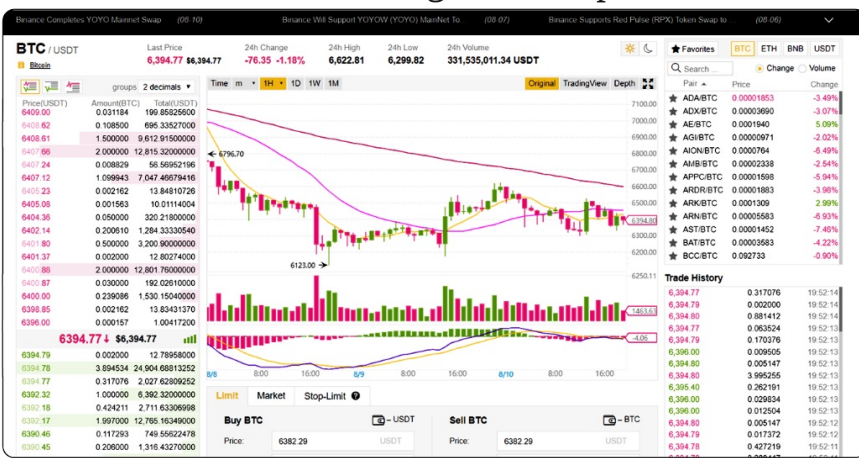 Binance Completes YOYO Mainnet Swap (08-10) Binance Will Support YOYOW (YOYO) MainNet To... (08-07) Binance Supports Red Pulse (RPX) Token Swap to ... (08-06)
BTC / USDT
Bitcoin
Last Price
6,394.77 $6,394.77
24h Change
-76.35 -1.18%
24h High
6,622.81
24h Low
6,299.82
24h Volume
331,535,011.34 USDT
groups 2 decimals
Price(USDT) Amount(BTC) Total(USDT)
6409.00 0.031184 199.85825600
6408.62 0.108500 695.33527000
6408.61 1.500000 9,612.91500000
6407.66 2.000000 12,815.32000000
6407.24 0.008829 56.56952196
6407.12 1.099943 7,047.46679416
6405.23 0.002162 13.84810726
6405.08 0.001563 10.01114004
6404.36 0.050000 320.21800000
6402.14 0.200610 1,284.33330540
6401.80 0.500000 3,200.90000000
6401.37 0.002000 12.80274000
6400.88 2.000000 12,801.76000000
6400.87 0.030000 192.02610000
6400.00 0.239086 1,530.15040000
6398.85 0.002162 13.83431370
6396.00 0.000157 1.00417200
6394.77↓ $6,394.77
6394.79 0.002000 12.78958000
6394.78 3.894534 24,904.68813252
6394.77 0.317076 2,027.62809252
6392.32 1.000000 6,392.32000000
6392.18 0.424211 2,711.63306998
6392.17 1.997000 12,765.16349000
6390.46 0.117293 749.55622478
6390.45 0.206000 1,316.43270000
Time m 1H 1D 1W 1M
Original TradingView Depth
7100.00
7000.00
6900.00
6800.00
6700.00
6600.00
6500.00
6394.80
6300.00
6200.00
6250.11
1463.61
-4.06
6796.70
6123.00
8/8 8:00 16:00 8/9 8:00 16:00 8/10 8:00 16:00
Limit Market Stop-Limit
Buy BTC - USDT
Price: 6382.29 USDT
Sell BTC - BTC
Price: 6382.29 USDT
Favorites BTC ETH BNB USDT
Search ... Change Volume
Pair Price Change
ADA/BTC 0.00001853 -3.49%
ADX/BTC 0.00003690 -3.07%
AE/BTC 0.0001940 5.09%
AGI/BTC 0.00000971 -2.02%
AION/BTC 0.0000764 -6.49%
AMB/BTC 0.00002338 -2.54%
APPC/BTC 0.00001598 -5.94%
ARDR/BTC 0.00001883 -3.98%
ARK/BTC 0.0001309 2.99%
ARN/BTC 0.00005583 -6.93%
AST/BTC 0.00001452 -7.46%
BAT/BTC 0.00003583 -4.22%
BCC/BTC 0.092733 -0.90%
Trade History
6,394.77 0.317076 19:52:14
6,394.79 0.002000 19:52:14
6,394.80 0.881412 19:52:14
6,394.77 0.063524 19:52:13
6,394.79 0.170376 19:52:13
6,396.00 0.009505 19:52:13
6,394.80 0.005147 19:52:13
6,394.80 3.995255 19:52:13
6,395.40 0.262191 19:52:13
6,396.00 0.029834 19:52:13
6,396.00 0.012504 19:52:13
6,394.80 0.005147 19:52:12
6,394.79 0.017372 19:52:12
6,394.78 0.427219 19:52:11